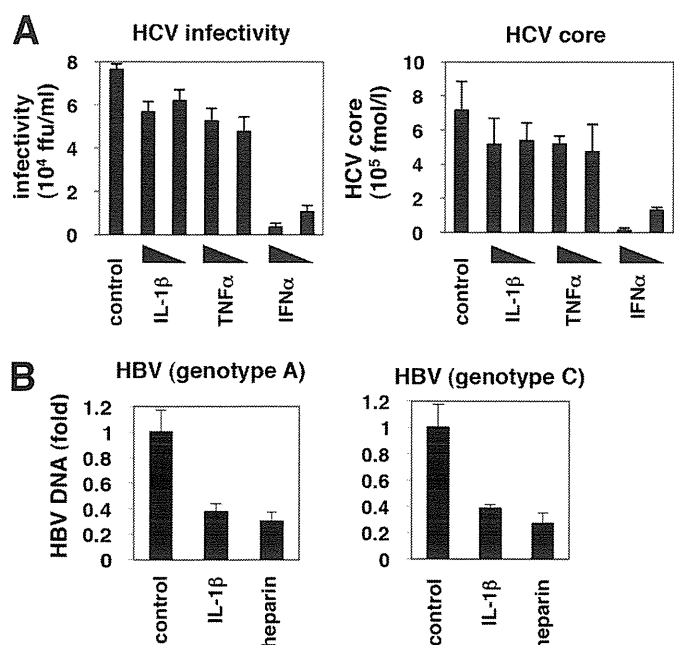 A
HCV infectivity
infectivity
(10⁴ ffu/ml)
8
6
4
2
0
control
IL-1β
TNFα
IFNα
HCV core
HCV core
(10⁵ fmol/l)
10
8
6
4
2
0
control
IL-1β
TNFα
IFNα
B
HBV (genotype A)
HBV DNA (fold)
1.2
1
0.8
0.6
0.4
0.2
0
control
IL-1β
heparin
HBV (genotype C)
1.2
1
0.8
0.6
0.4
0.2
0
control
IL-1β
heparin